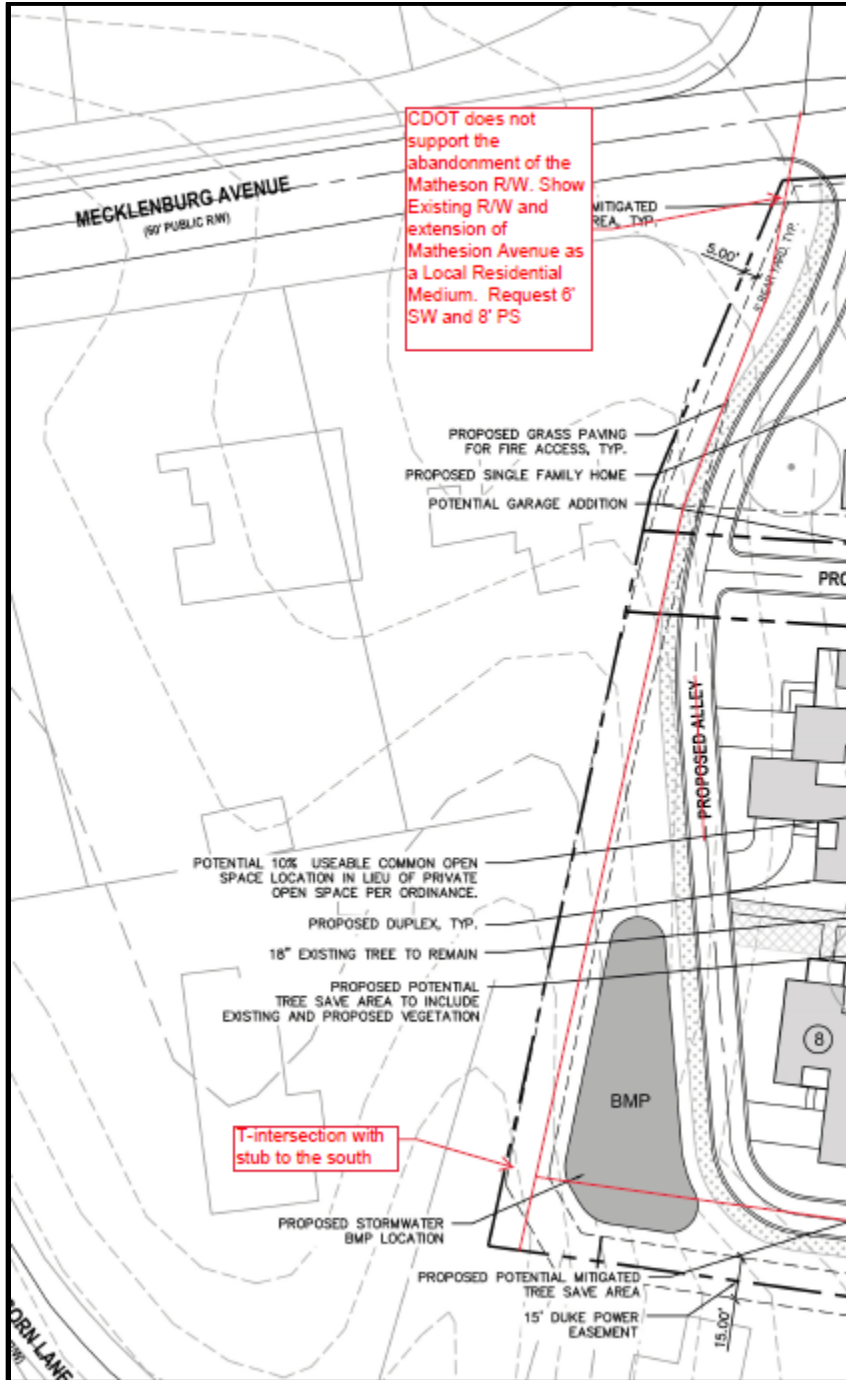 CDOT does not
support the
abandonment of the
Matheson R/W. Show
Existing R/W and
extension of
Mathesion Avenue as
a Local Residential
Medium. Request 6'
SW and 8' PS
MECKLENBURG AVENUE
(60' PUBLIC R/W)
MITIGATED
REA, TYP.
5.00'
REAR YARD, TYP.
PROPOSED GRASS PAVING
FOR FIRE ACCESS, TYP.
PROPOSED SINGLE FAMILY HOME
POTENTIAL GARAGE ADDITION
PRO
PROPOSED ALLEY
POTENTIAL 10% USEABLE COMMON OPEN
SPACE LOCATION IN LIEU OF PRIVATE
OPEN SPACE PER ORDINANCE.
PROPOSED DUPLEX, TYP.
18" EXISTING TREE TO REMAIN
PROPOSED POTENTIAL
TREE SAVE AREA TO INCLUDE
EXISTING AND PROPOSED VEGETATION
8
BMP
T-intersection with
stub to the south
PROPOSED STORMWATER
BMP LOCATION
PROPOSED POTENTIAL MITIGATED
TREE SAVE AREA
15' DUKE POWER
EASEMENT
15.00'
ORN LANE